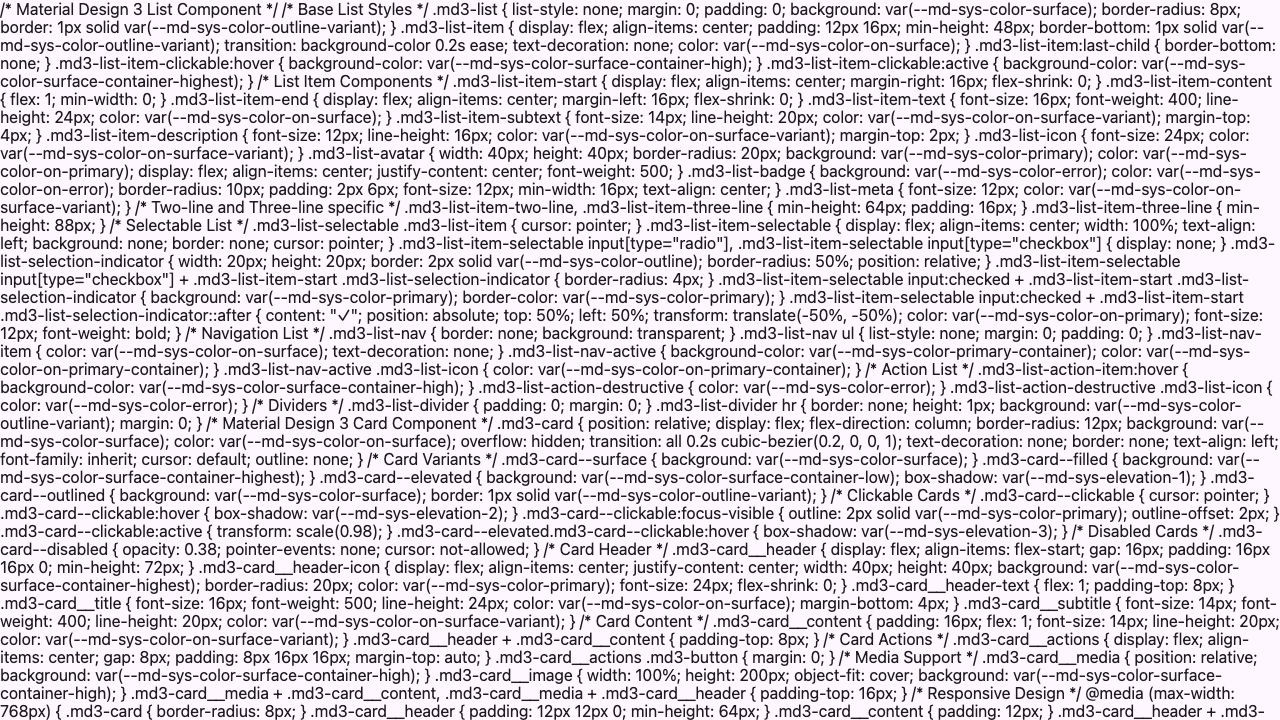 /* Material Design 3 List Component */ /* Base List Styles */ .md3-list { list-style: none; margin: 0; padding: 0; background: var(--md-sys-color-surface); border-radius: 8px;
border: 1px solid var(--md-sys-color-outline-variant); } .md3-list-item { display: flex; align-items: center; padding: 12px 16px; min-height: 48px; border-bottom: 1px solid var(--
md-sys-color-outline-variant); transition: background-color 0.2s ease; text-decoration: none; color: var(--md-sys-color-on-surface); } .md3-list-item:last-child { border-bottom:
none; } .md3-list-item-clickable:hover { background-color: var(--md-sys-color-surface-container-high); } .md3-list-item-clickable:active { background-color: var(--md-sys-
color-surface-container-highest); } /* List Item Components */ .md3-list-item-start { display: flex; align-items: center; margin-right: 16px; flex-shrink: 0; } .md3-list-item-content
{ flex: 1; min-width: 0; } .md3-list-item-end { display: flex; align-items: center; margin-left: 16px; flex-shrink: 0; } .md3-list-item-text { font-size: 16px; font-weight: 400; line-
height: 24px; color: var(--md-sys-color-on-surface); } .md3-list-item-subtext { font-size: 14px; line-height: 20px; color: var(--md-sys-color-on-surface-variant); margin-top:
4px; } .md3-list-item-description { font-size: 12px; line-height: 16px; color: var(--md-sys-color-on-surface-variant); margin-top: 2px; } .md3-list-icon { font-size: 24px; color:
var(--md-sys-color-on-surface-variant); } .md3-list-avatar { width: 40px; height: 40px; border-radius: 20px; background: var(--md-sys-color-primary); color: var(--md-sys-
color-on-primary); display: flex; align-items: center; justify-content: center; font-weight: 500; } .md3-list-badge { background: var(--md-sys-color-error); color: var(--md-sys-
color-on-error); border-radius: 10px; padding: 2px 6px; font-size: 12px; min-width: 16px; text-align: center; } .md3-list-meta { font-size: 12px; color: var(--md-sys-color-on-
surface-variant); } /* Two-line and Three-line specific */ .md3-list-item-two-line, .md3-list-item-three-line { min-height: 64px; padding: 16px; } .md3-list-item-three-line { min-
height: 88px; } /* Selectable List */ .md3-list-selectable .md3-list-item { cursor: pointer; } .md3-list-item-selectable { display: flex; align-items: center; width: 100%; text-align:
left; background: none; border: none; cursor: pointer; } .md3-list-item-selectable input[type="radio"], .md3-list-item-selectable input[type="checkbox"] { display: none; } .md3-
list-selection-indicator { width: 20px; height: 20px; border: 2px solid var(--md-sys-color-outline); border-radius: 50%; position: relative; } .md3-list-item-selectable
input[type="checkbox"] + .md3-list-item-start .md3-list-selection-indicator { border-radius: 4px; } .md3-list-item-selectable input:checked + .md3-list-item-start .md3-list-
selection-indicator { background: var(--md-sys-color-primary); border-color: var(--md-sys-color-primary); } .md3-list-item-selectable input:checked + .md3-list-item-start
.md3-list-selection-indicator::after { content: "✓"; position: absolute; top: 50%; left: 50%; transform: translate(-50%, -50%); color: var(--md-sys-color-on-primary); font-size:
12px; font-weight: bold; } /* Navigation List */ .md3-list-nav { border: none; background: transparent; } .md3-list-nav ul { list-style: none; margin: 0; padding: 0; } .md3-list-nav-
item { color: var(--md-sys-color-on-surface); text-decoration: none; } .md3-list-nav-active { background-color: var(--md-sys-color-primary-container); color: var(--md-sys-
color-on-primary-container); } .md3-list-nav-active .md3-list-icon { color: var(--md-sys-color-on-primary-container); } /* Action List */ .md3-list-action-item:hover {
background-color: var(--md-sys-color-surface-container-high); } .md3-list-action-destructive { color: var(--md-sys-color-error); } .md3-list-action-destructive .md3-list-icon {
color: var(--md-sys-color-error); } /* Dividers */ .md3-list-divider { padding: 0; margin: 0; } .md3-list-divider hr { border: none; height: 1px; background: var(--md-sys-color-
outline-variant); margin: 0; } /* Material Design 3 Card Component */ .md3-card { position: relative; display: flex; flex-direction: column; border-radius: 12px; background: var(--
md-sys-color-surface); color: var(--md-sys-color-on-surface); overflow: hidden; transition: all 0.2s cubic-bezier(0.2, 0, 0, 1); text-decoration: none; border: none; text-align: left;
font-family: inherit; cursor: default; outline: none; } /* Card Variants */ .md3-card--surface { background: var(--md-sys-color-surface); } .md3-card--filled { background: var(--
md-sys-color-surface-container-highest); } .md3-card--elevated { background: var(--md-sys-color-surface-container-low); box-shadow: var(--md-sys-elevation-1); } .md3-
card--outlined { background: var(--md-sys-color-surface); border: 1px solid var(--md-sys-color-outline-variant); } /* Clickable Cards */ .md3-card--clickable { cursor: pointer; }
.md3-card--clickable:hover { box-shadow: var(--md-sys-elevation-2); } .md3-card--clickable:focus-visible { outline: 2px solid var(--md-sys-color-primary); outline-offset: 2px; }
.md3-card--clickable:active { transform: scale(0.98); } .md3-card--elevated.md3-card--clickable:hover { box-shadow: var(--md-sys-elevation-3); } /* Disabled Cards */ .md3-
card--disabled { opacity: 0.38; pointer-events: none; cursor: not-allowed; } /* Card Header */ .md3-card__header { display: flex; align-items: flex-start; gap: 16px; padding: 16px
16px 0; min-height: 72px; } .md3-card__header-icon { display: flex; align-items: center; justify-content: center; width: 40px; height: 40px; background: var(--md-sys-color-
surface-container-highest); border-radius: 20px; color: var(--md-sys-color-primary); font-size: 24px; flex-shrink: 0; } .md3-card__header-text { flex: 1; padding-top: 8px; }
.md3-card__title { font-size: 16px; font-weight: 500; line-height: 24px; color: var(--md-sys-color-on-surface); margin-bottom: 4px; } .md3-card__subtitle { font-size: 14px; font-
weight: 400; line-height: 20px; color: var(--md-sys-color-on-surface-variant); } /* Card Content */ .md3-card__content { padding: 16px; flex: 1; font-size: 14px; line-height: 20px;
color: var(--md-sys-color-on-surface-variant); } .md3-card__header + .md3-card__content { padding-top: 8px; } /* Card Actions */ .md3-card__actions { display: flex; align-
items: center; gap: 8px; padding: 8px 16px 16px; margin-top: auto; } .md3-card__actions .md3-button { margin: 0; } /* Media Support */ .md3-card__media { position: relative;
background: var(--md-sys-color-surface-container-high); } .md3-card__image { width: 100%; height: 200px; object-fit: cover; background: var(--md-sys-color-surface-
container-high); } .md3-card__media + .md3-card__content, .md3-card__media + .md3-card__header { padding-top: 16px; } /* Responsive Design */ @media (max-width:
768px) { .md3-card { border-radius: 8px; } .md3-card__header { padding: 12px 12px 0; min-height: 64px; } .md3-card__content { padding: 12px; } .md3-card__header + .md3-